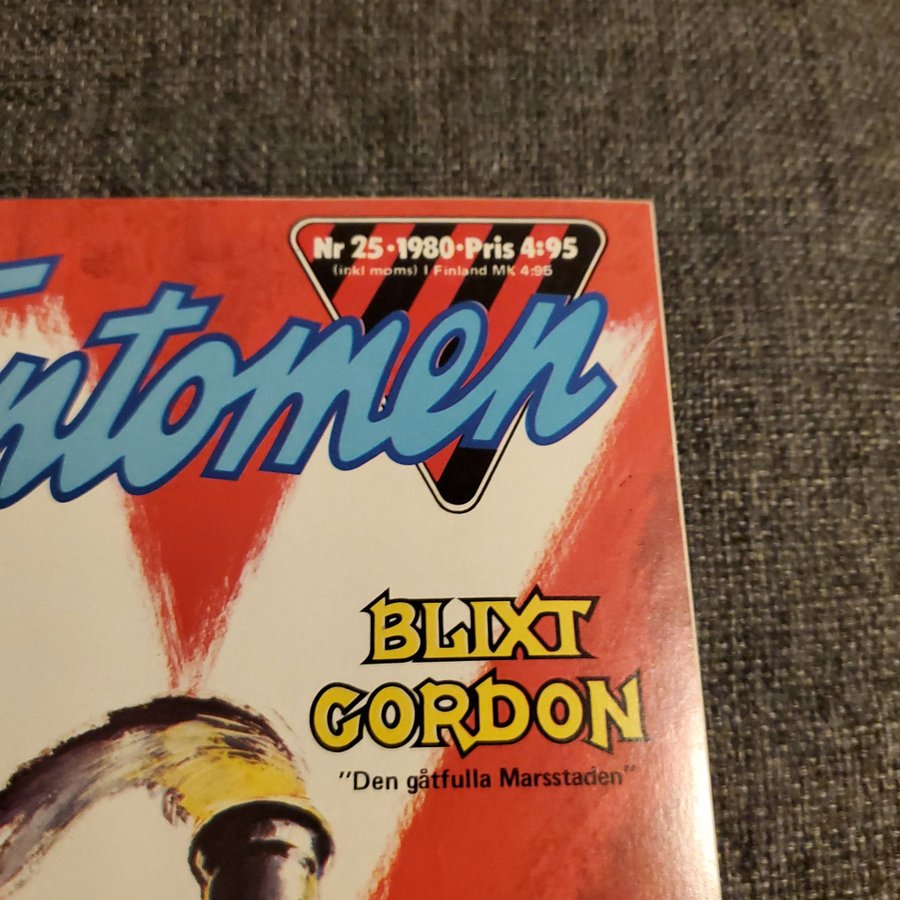 Nr 25•1980•Pris 4:95
(inkl moms) I Finland MK 4:95
ntomen
BLIXT
GORDON
"Den gåtfulla Marsstaden"